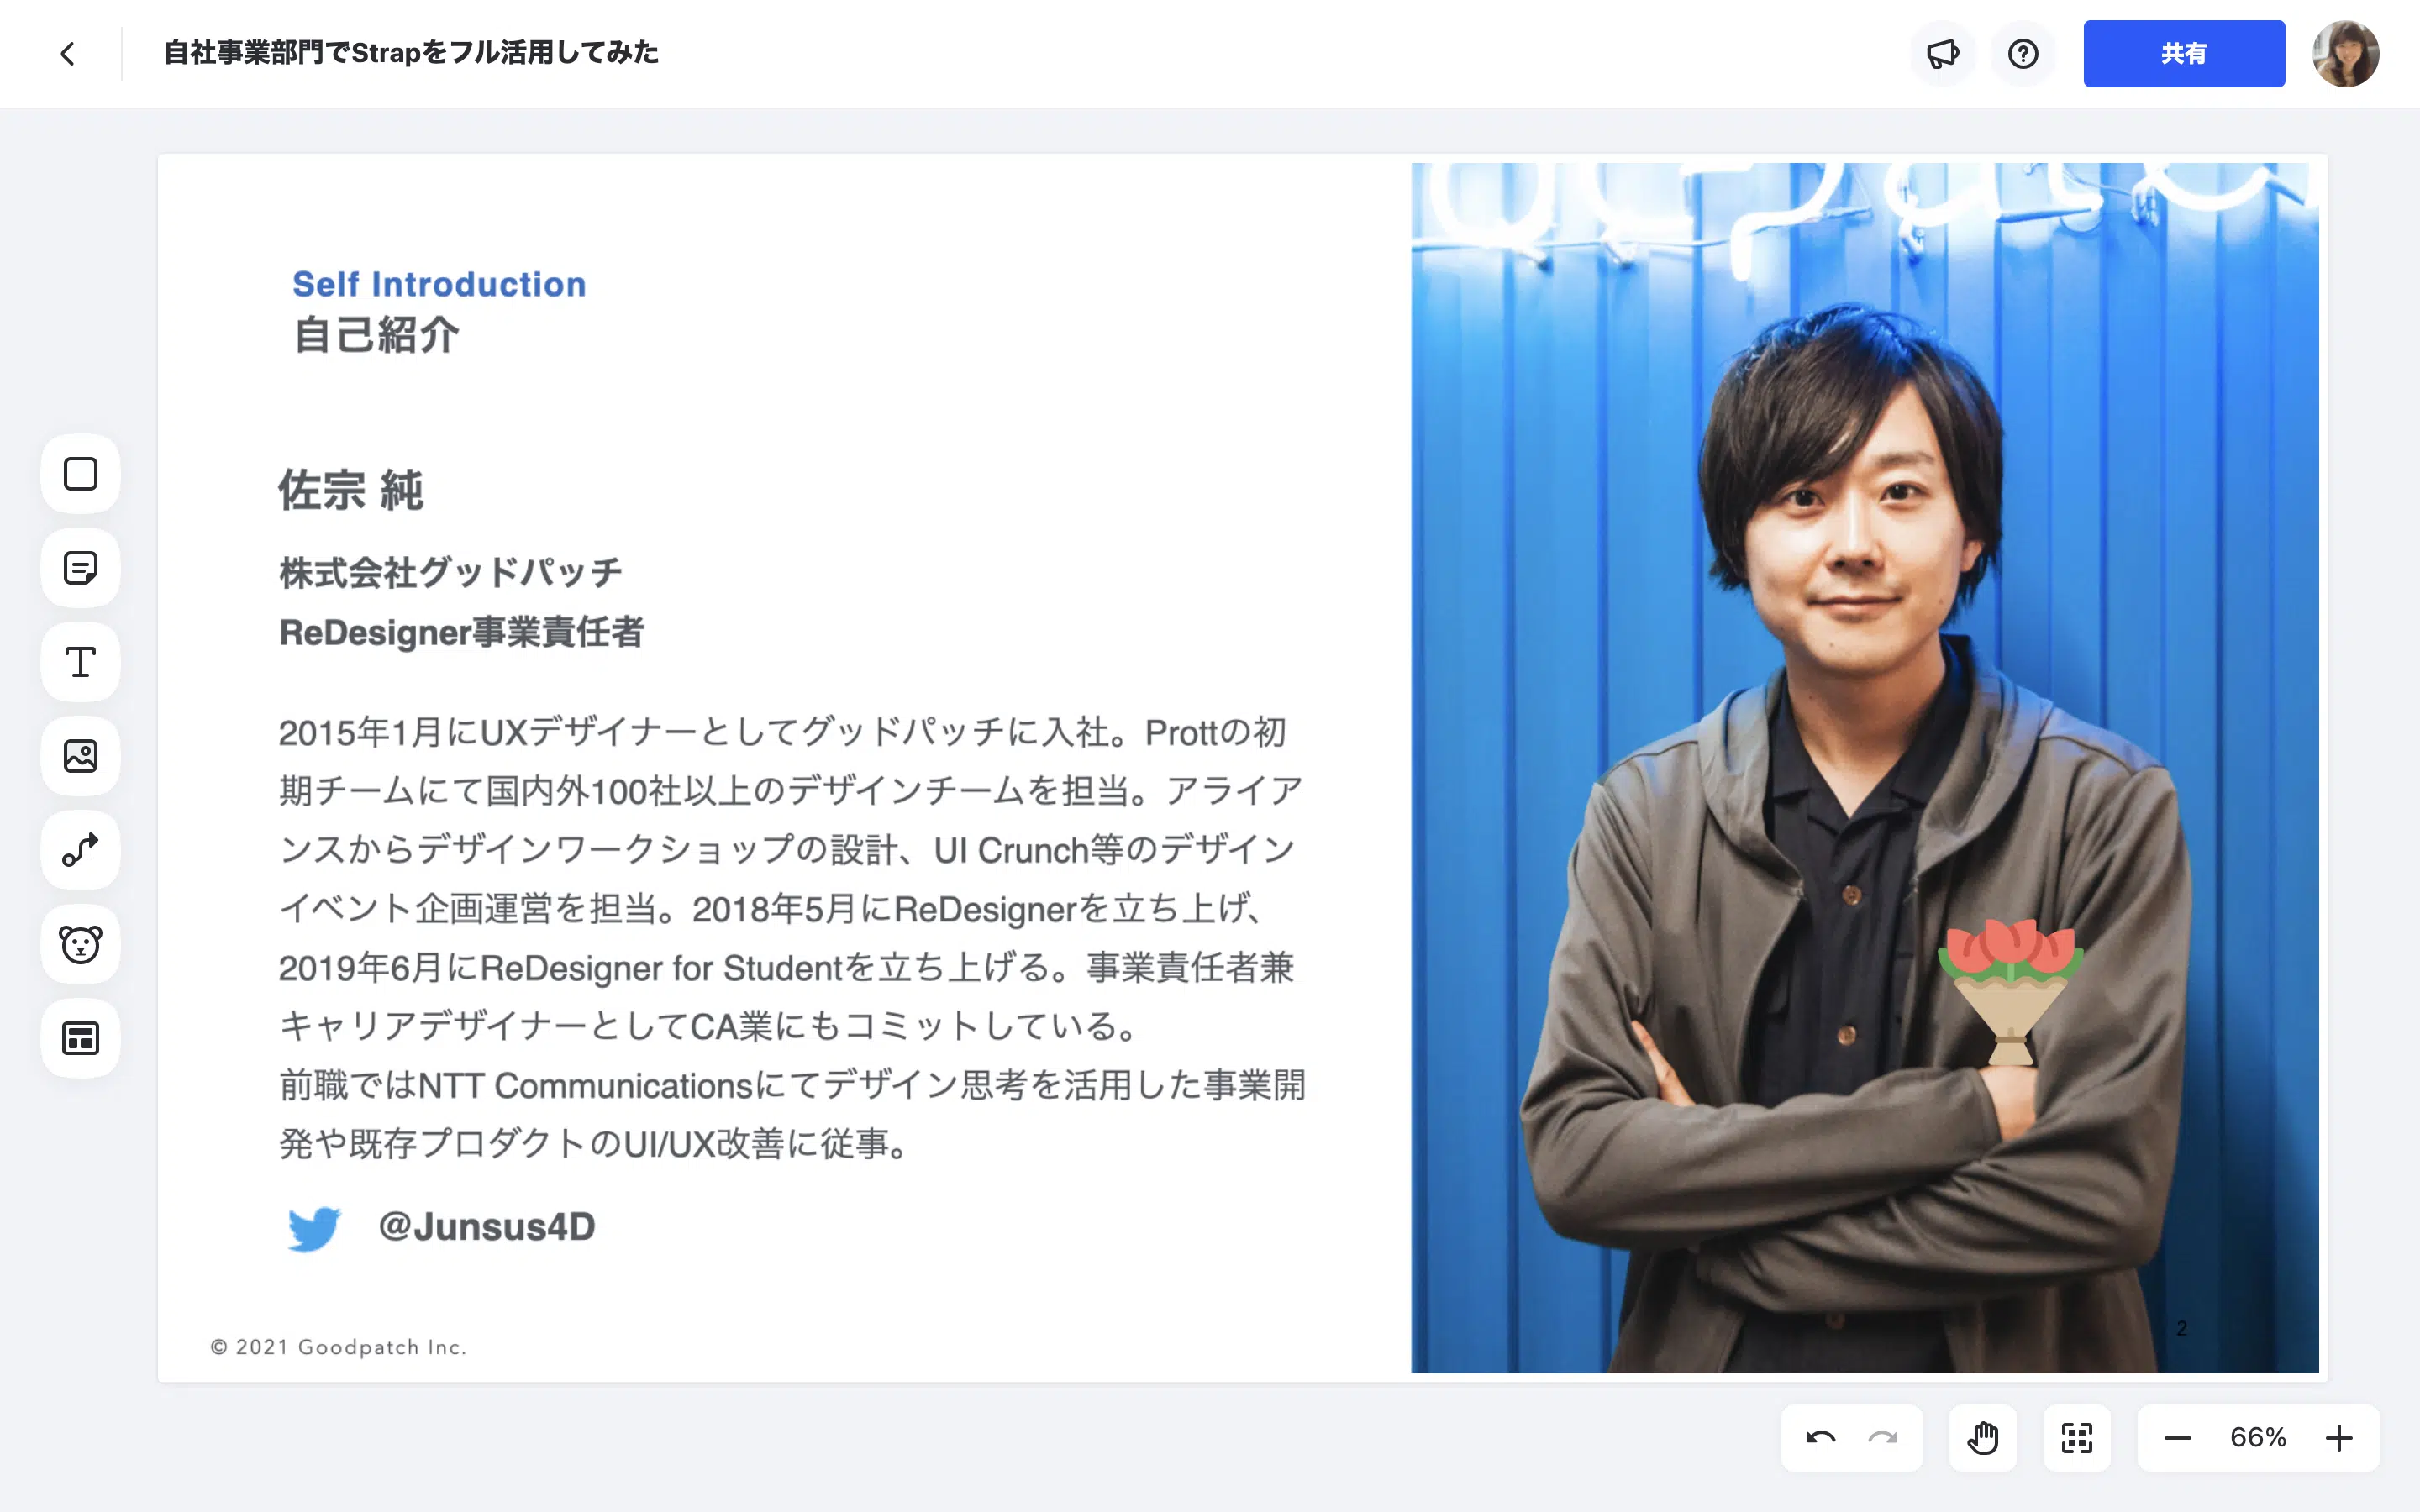 自社事業部門でStrapをフル活用してみた
共有
Self Introduction
自己紹介
佐宗 純
株式会社グッドパッチ
ReDesigner事業責任者
2015年1月にUXデザイナーとしてグッドパッチに入社。Prottの初
期チームにて国内外100社以上のデザインチームを担当。アライア
ンスからデザインワークショップの設計、UI Crunch等のデザイン
イベント企画運営を担当。2018年5月にReDesignerを立ち上げ、
2019年6月にReDesigner for Studentを立ち上げる。事業責任者兼
キャリアデザイナーとしてCA業にもコミットしている。
前職ではNTT Communicationsにてデザイン思考を活用した事業開
発や既存プロダクトのUI/UX改善に従事。
@Junsus4D
© 2021 Goodpatch Inc.
2
66%